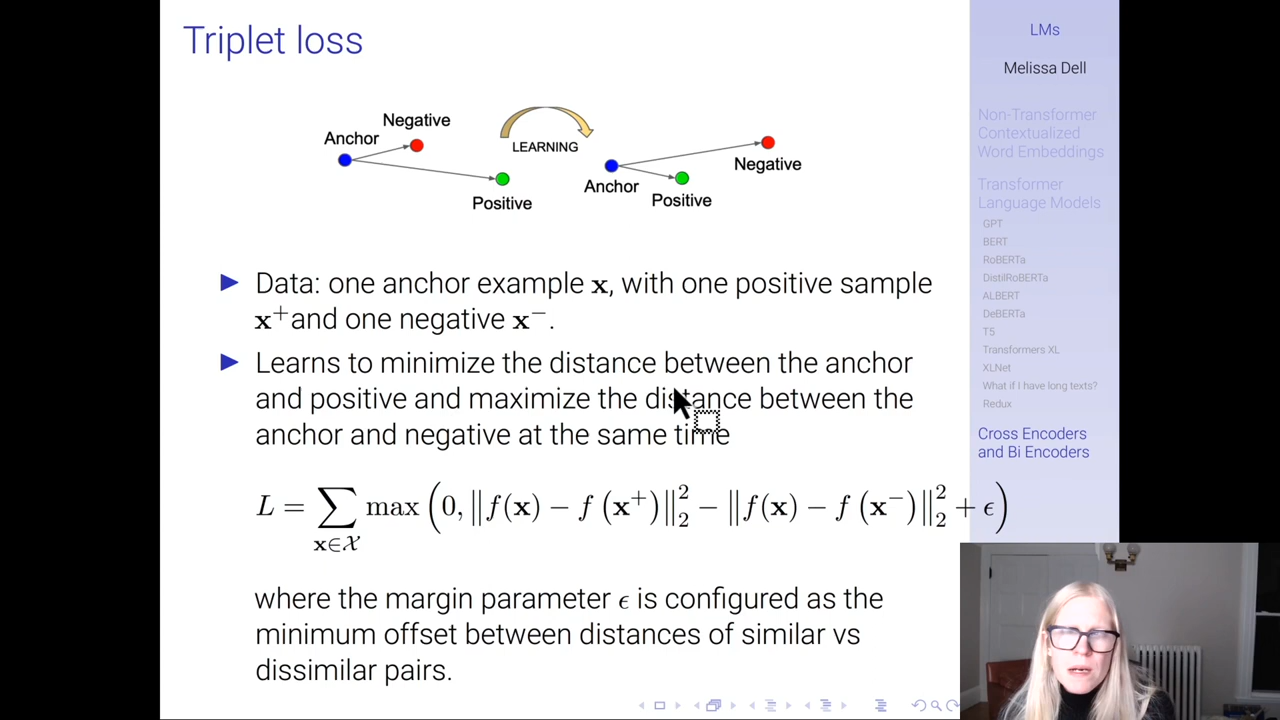 Triplet loss
Negative
Anchor
Positive
LEARNING
Anchor
Positive
Negative
Data: one anchor example x, with one positive sample
x⁺and one negative x⁻.
Learns to minimize the distance between the anchor
and positive and maximize the distance between the
anchor and negative at the same time
L = ∑_{x∈𝒳} max (0, ‖f(x) − f (x⁺)‖₂² − ‖f(x) − f (x⁻)‖₂² + ϵ)
where the margin parameter ϵ is configured as the
minimum offset between distances of similar vs
dissimilar pairs.
LMs
Melissa Dell
Non-Transformer
Contextualized
Word Embeddings
Transformer
Language Models
GPT
BERT
RoBERTa
DistilRoBERTa
ALBERT
DeBERTa
T5
Transformers XL
XLNet
What if I have long texts?
Redux
Cross Encoders
and Bi Encoders